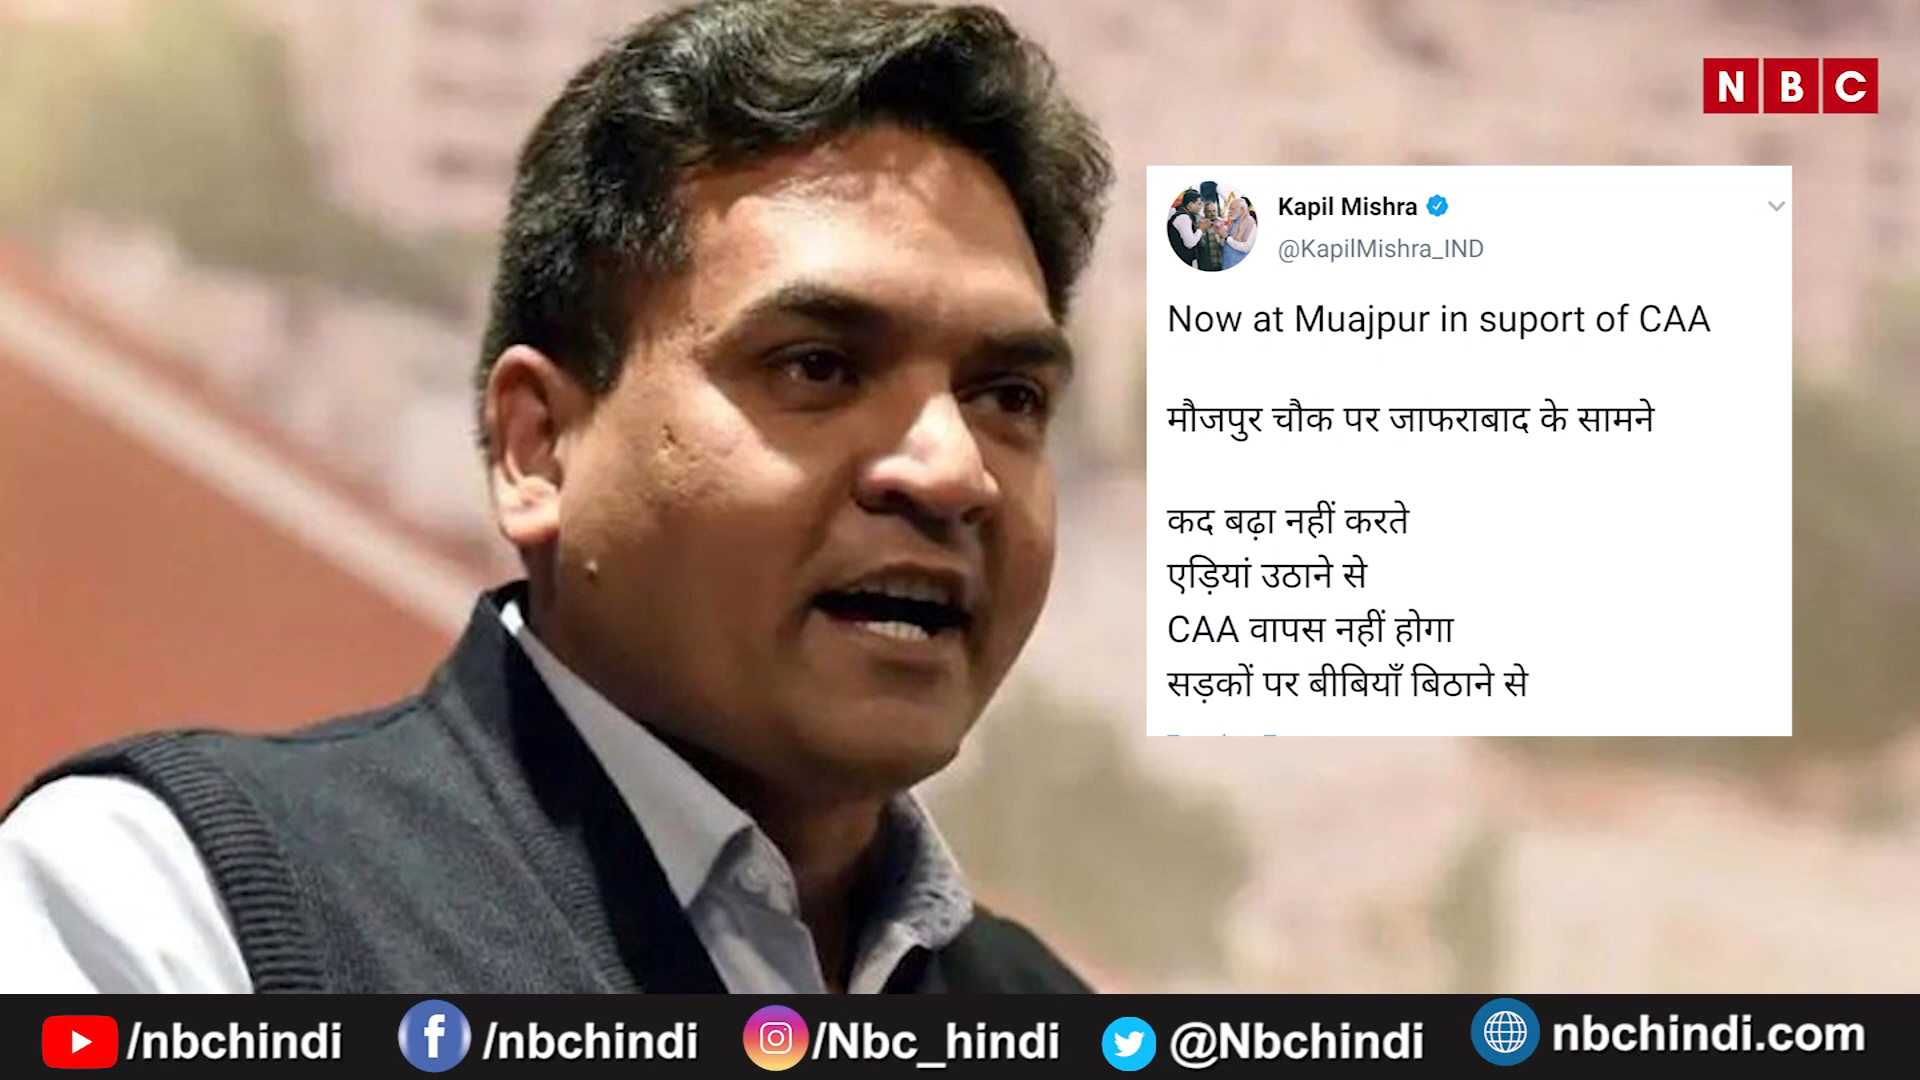 NBC
Kapil Mishra
@KapilMishra_IND
Now at Muajpur in suport of CAA
मौजपुर चौक पर जाफराबाद के सामने
कद बढ़ा नहीं करते
एड़ियां उठाने से
CAA वापस नहीं होगा
सड़कों पर बीबियाँ बिठाने से
/nbchindi
/nbchindi
/Nbc_hindi
@Nbchindi
nbchindi.com